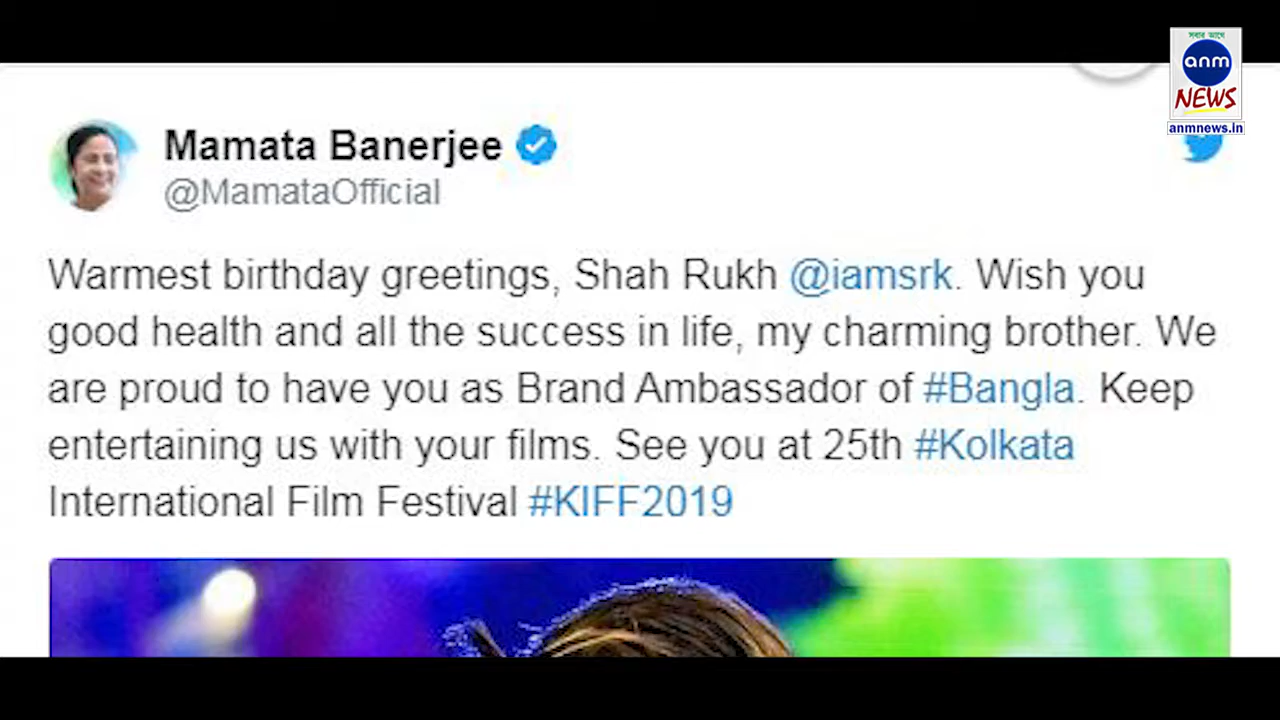 সবার আগে
anm
NEWS
anmnews.in
Mamata Banerjee
@MamataOfficial
Warmest birthday greetings, Shah Rukh @iamsrk. Wish you
good health and all the success in life, my charming brother. We
are proud to have you as Brand Ambassador of #Bangla. Keep
entertaining us with your films. See you at 25th #Kolkata
International Film Festival #KIFF2019